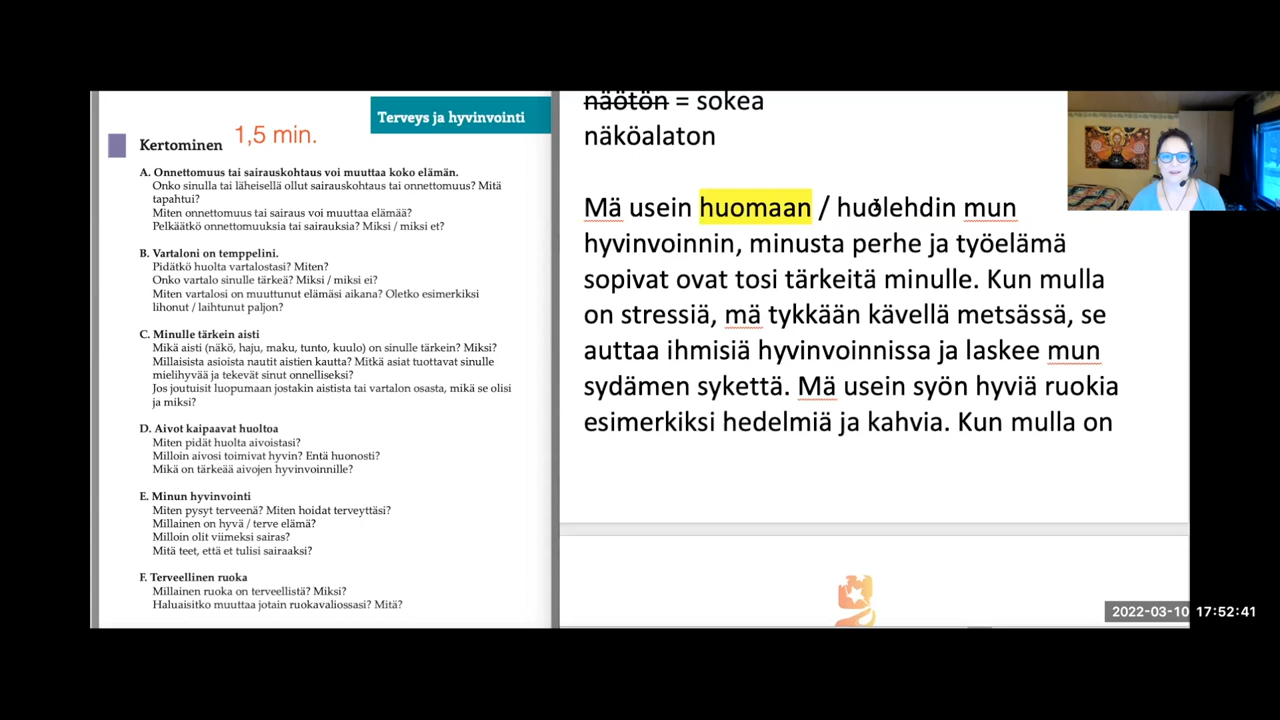 Terveys ja hyvinvointi
Kertominen 1,5 min.
A. Onnettomuus tai sairauskohtaus voi muuttaa koko elämän.
Onko sinulla tai läheisellä ollut sairauskohtaus tai onnettomuus? Mitä
tapahtui?
Miten onnettomuus tai sairaus voi muuttaa elämää?
Pelkäätkö onnettomuuksia tai sairauksia? Miksi / miksi et?
B. Vartaloni on temppelini.
Pidätkö huolta vartalostasi? Miten?
Onko vartalo sinulle tärkeä? Miksi / miksi ei?
Miten vartalosi on muuttunut elämäsi aikana? Oletko esimerkiksi
lihonut / laihtunut paljon?
C. Minulle tärkein aisti
Mikä aisti (näkö, haju, maku, tunto, kuulo) on sinulle tärkein? Miksi?
Millaisista asioista nautit aistien kautta? Mitkä asiat tuottavat sinulle
mielihyvää ja tekevät sinut onnelliseksi?
Jos joutuisit luopumaan jostakin aistista tai vartalon osasta, mikä se olisi
ja miksi?
D. Aivot kaipaavat huoltoa
Miten pidät huolta aivoistasi?
Milloin aivosi toimivat hyvin? Entä huonosti?
Mikä on tärkeää aivojen hyvinvoinnille?
E. Minun hyvinvointi
Miten pysyt terveenä? Miten hoidat terveyttäsi?
Millainen on hyvä / terve elämä?
Milloin olit viimeksi sairas?
Mitä teet, että et tulisi sairaaksi?
F. Terveellinen ruoka
Millainen ruoka on terveellistä? Miksi?
Haluaisitko muuttaa jotain ruokavaliossasi? Mitä?
näötön = sokea
näköalaton
Mä usein huomaan / huolehdin mun
hyvinvoinnin, minusta perhe ja työelämä
sopivat ovat tosi tärkeitä minulle. Kun mulla
on stressiä, mä tykkään kävellä metsässä, se
auttaa ihmisiä hyvinvoinnissa ja laskee mun
sydämen sykettä. Mä usein syön hyviä ruokia
esimerkiksi hedelmiä ja kahvia. Kun mulla on
2022-03-10 17:52:41